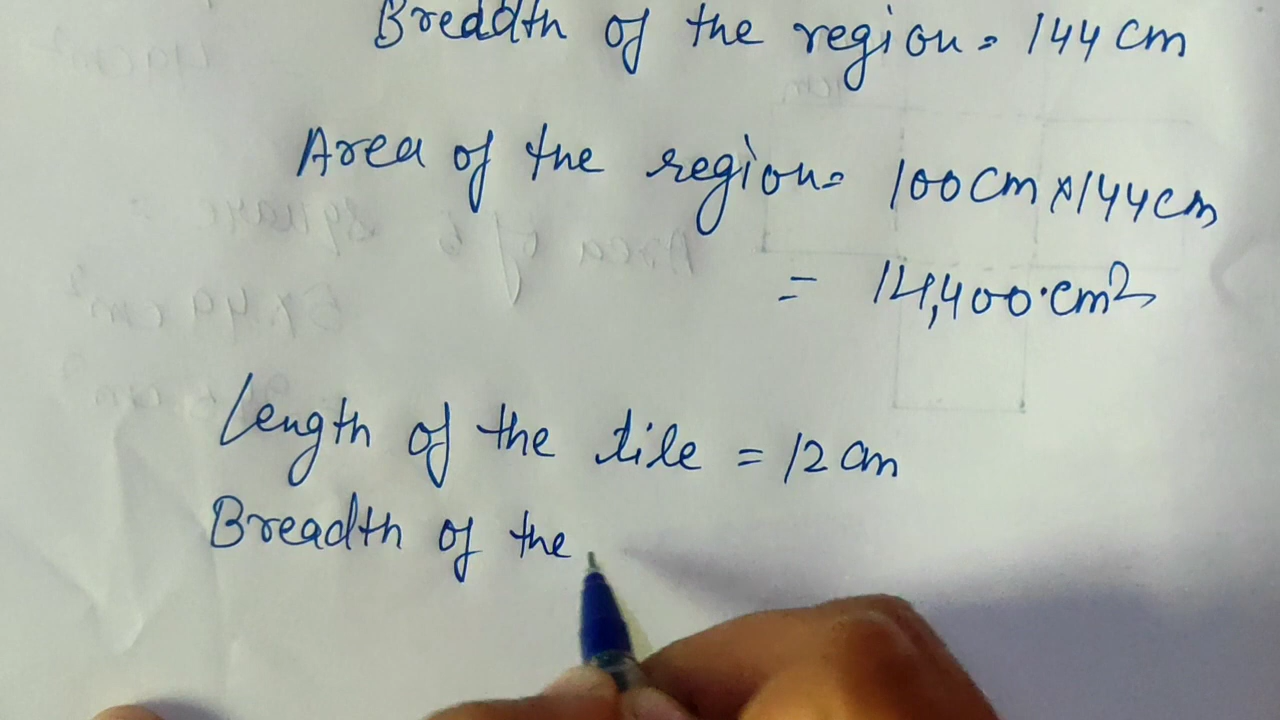 Breadth of the region = 144 cm
Area of the region = 100 cm × 144 cm
= 14,400 cm²
Length of the tile = 12 cm
Breadth of the